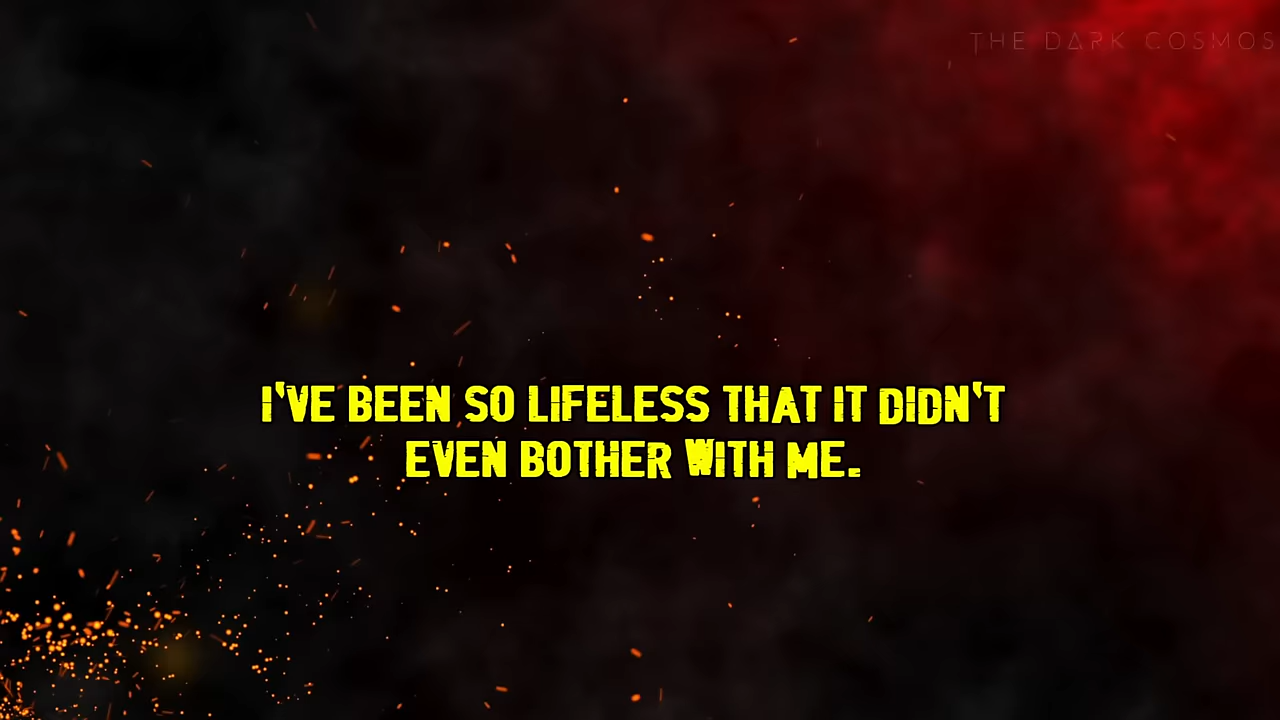 THE DARK COSMOS
I'VE BEEN SO LIFELESS THAT IT DIDN'T
EVEN BOTHER WITH ME.